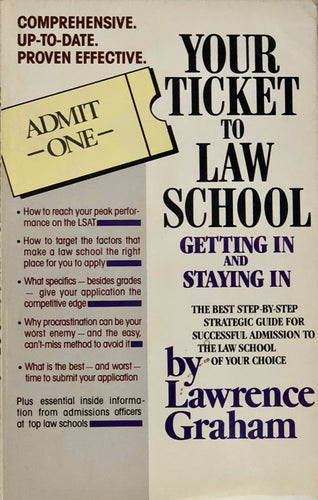 COMPREHENSIVE.
UP-TO-DATE.
PROVEN EFFECTIVE.
ADMIT
—ONE—
• How to reach your peak perfor-
mance on the LSAT
• How to target the factors that
make a law school the right
place for you to apply
• What specifics — besides grades
— give your application the
competitive edge
• Why procrastination can be your
worst enemy — and the easy,
can't-miss method to avoid it
• What is the best — and worst —
time to submit your application
Plus essential inside informa-
tion from admissions officers
at top law schools
YOUR
TICKET
TO
LAW
SCHOOL
GETTING IN
AND
STAYING IN
THE BEST STEP-BY-STEP
STRATEGIC GUIDE FOR
SUCCESSFUL ADMISSION TO
THE LAW SCHOOL
OF YOUR CHOICE
by
Lawrence
Graham